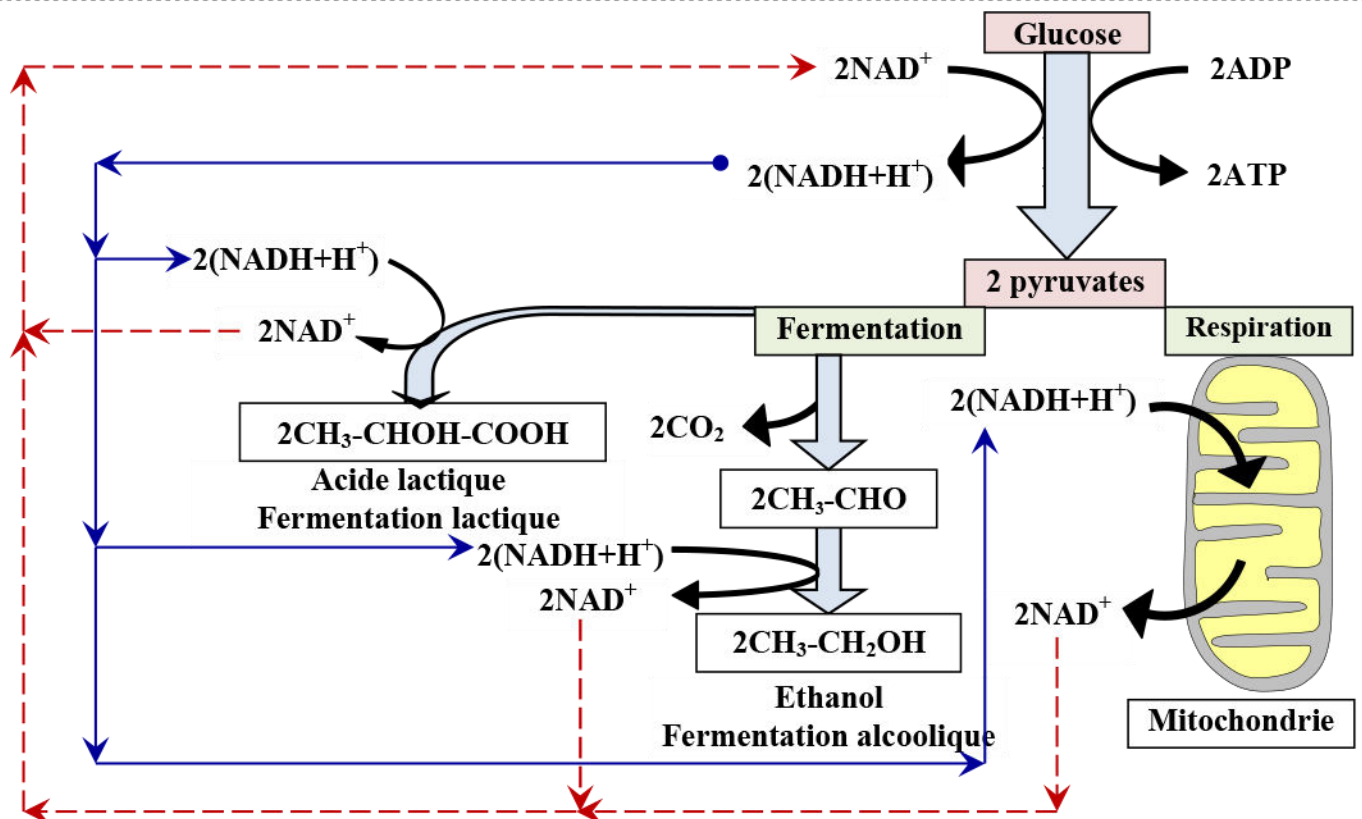 Glucose
2NAD⁺
2ADP
2(NADH+H⁺)
2ATP
2(NADH+H⁺)
2 pyruvates
2NAD⁺
Fermentation
Respiration
2(NADH+H⁺)
2CO₂
2CH₃-CHOH-COOH
Acide lactique
Fermentation lactique
2CH₃-CHO
2(NADH+H⁺)
2NAD⁺
2NAD⁺
2CH₃-CH₂OH
Ethanol
Fermentation alcoolique
Mitochondrie